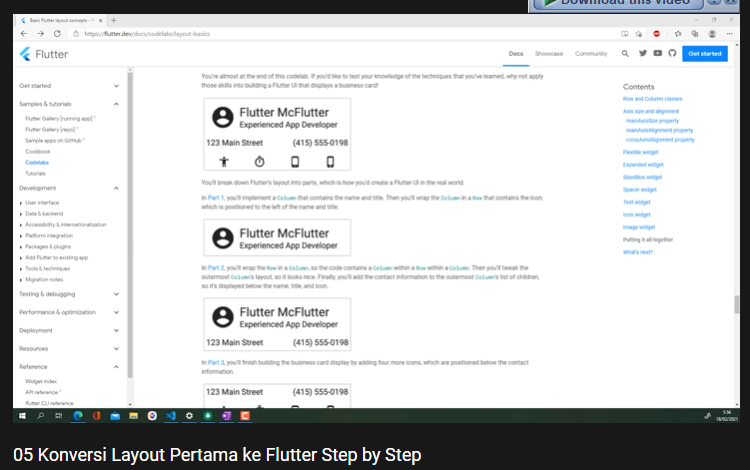 Download this video
Basic Flutter layout concepts - Fl
https://flutter.dev/docs/codelabs/layout-basics
Flutter
Docs
Showcase
Community
Get started
Get started
Samples & tutorials
Flutter Gallery [running app]
Flutter Gallery [repo]
Sample apps on GitHub
Cookbook
Codelabs
Tutorials
Development
User interface
Data & backend
Accessibility & internationalization
Platform integration
Packages & plugins
Add Flutter to existing app
Tools & techniques
Migration notes
Testing & debugging
Performance & optimization
Deployment
Resources
Reference
Widget index
API reference
flutter CLI reference
You're almost at the end of this codelab. If you'd like to test your knowledge of the techniques that you've learned, why not apply
those skills into building a Flutter UI that displays a business card!
Flutter McFlutter
Experienced App Developer
123 Main Street (415) 555-0198
You'll break down Flutter's layout into parts, which is how you'd create a Flutter UI in the real world.
In Part 1, you'll implement a Column that contains the name and title. Then you'll wrap the Column in a Row that contains the icon,
which is positioned to the left of the name and title.
Flutter McFlutter
Experienced App Developer
In Part 2, you'll wrap the Row in a Column, so the code contains a Column within a Row within a Column. Then you'll tweak the
outermost Column's layout, so it looks nice. Finally, you'll add the contact information to the outermost Column's list of children,
so it's displayed below the name, title, and icon.
Flutter McFlutter
Experienced App Developer
123 Main Street (415) 555-0198
In Part 3, you'll finish building the business card display by adding four more icons, which are positioned below the contact
information.
123 Main Street (415) 555-0198
Contents
Row and Column classes
Axis size and alignment
mainAxisSize property
mainAxisAlignment property
crossAxisAlignment property
Flexible widget
Expanded widget
SizedBox widget
Spacer widget
Text widget
Icon widget
Image widget
Putting it all together
What's next?
5:56
18/02/2021
05 Konversi Layout Pertama ke Flutter Step by Step